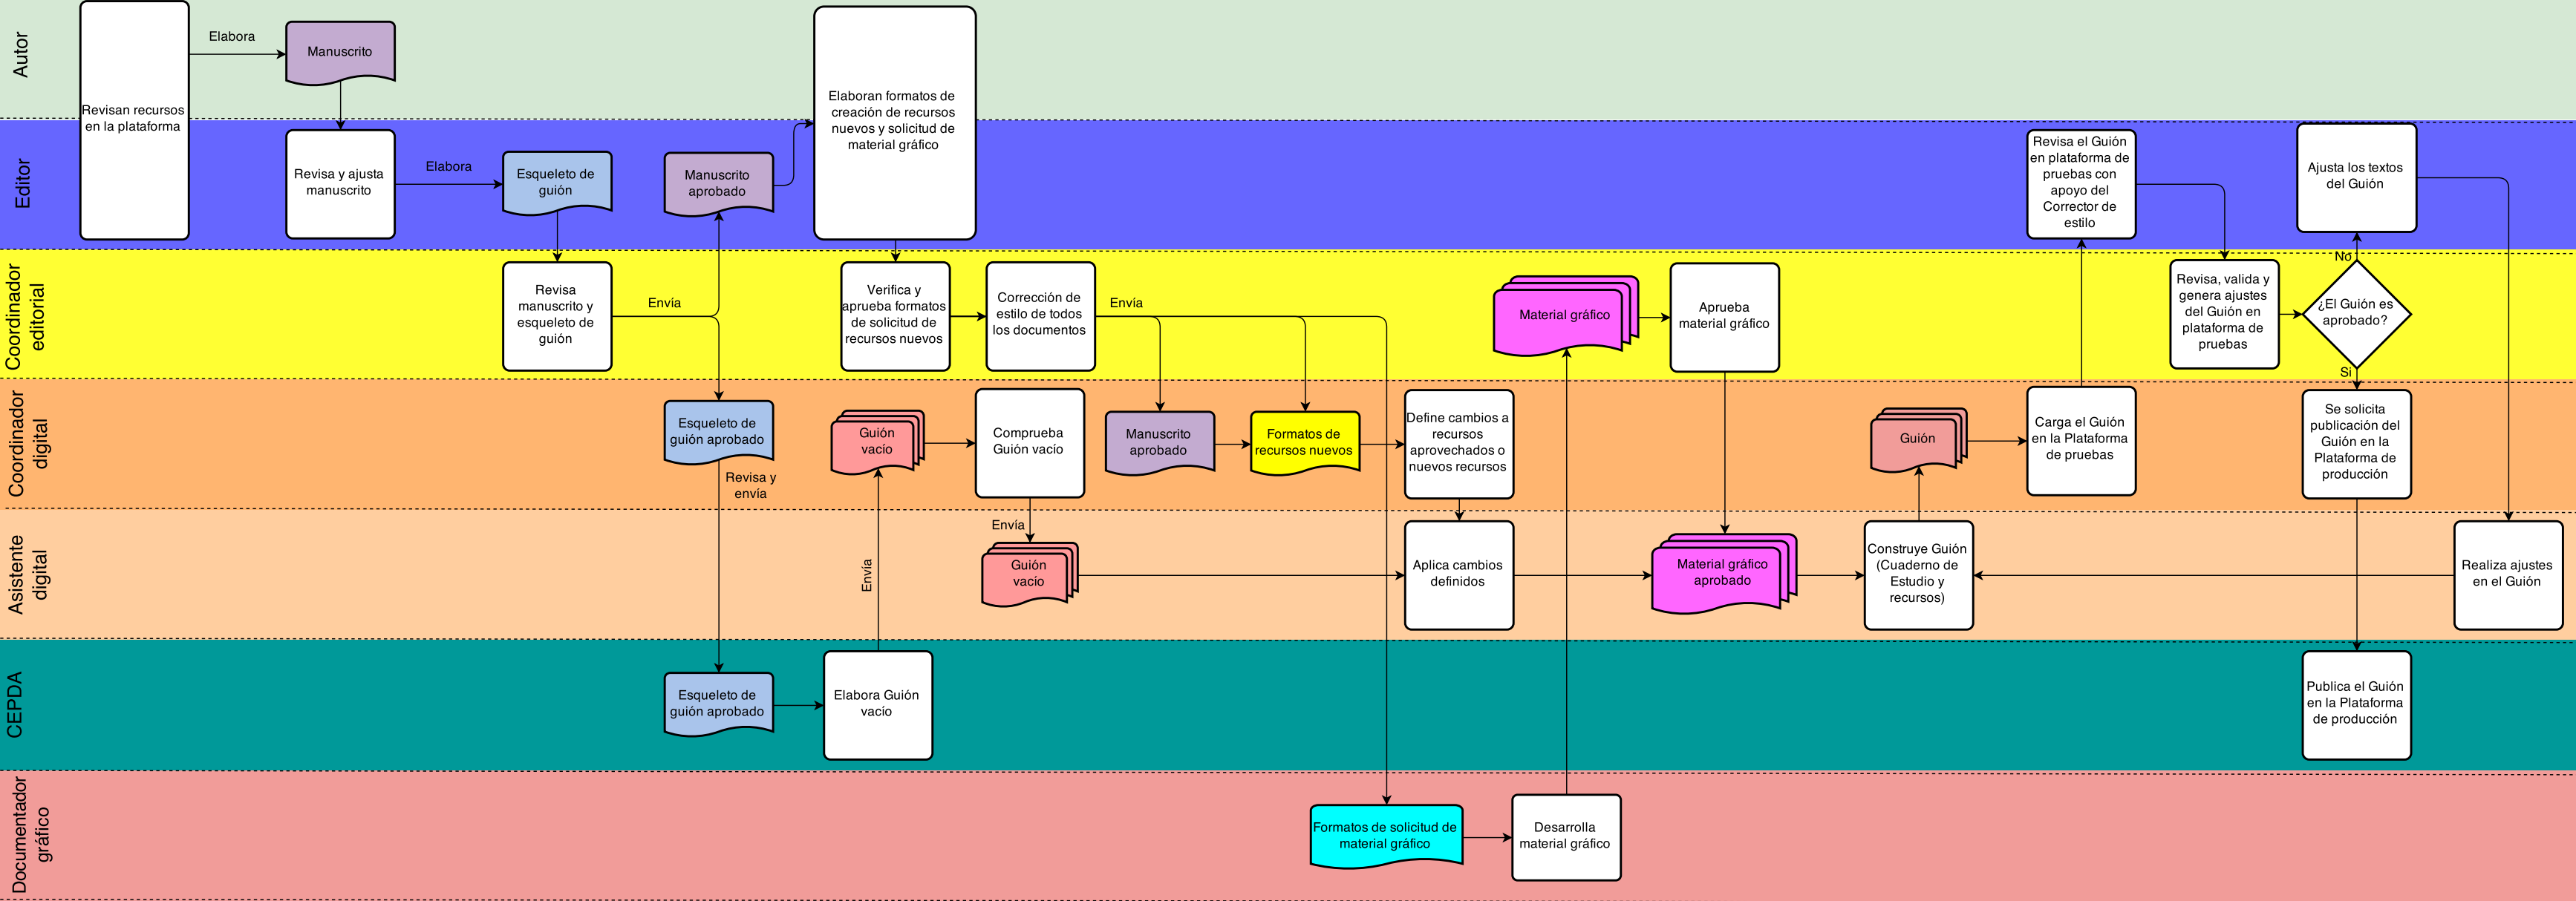 Autor
Revisan recursos
en la plataforma
Elabora
Manuscrito
Elaboran formatos de
creación de recursos
nuevos y solicitud de
material gráfico
Editor
Revisa y ajusta
manuscrito
Elabora
Esqueleto de
guión
Manuscrito
aprobado
Revisa el Guión
en plataforma de
pruebas con
apoyo del
Corrector de
estilo
Ajusta los textos
del Guión
Coordinador
editorial
Revisa
manuscrito y
esqueleto de
guión
Envía
Verifica y
aprueba formatos
de solicitud de
recursos nuevos
Corrección de
estilo de todos
los documentos
Envía
Material gráfico
Aprueba
material gráfico
Revisa, valida y
genera ajustes
del Guión en
plataforma de
pruebas
No
¿El Guión es
aprobado?
Si
Coordinador
digital
Esqueleto de
guión aprobado
Revisa y
envía
Guión
vacío
Comprueba
Guión vacío
Manuscrito
aprobado
Formatos de
recursos nuevos
Define cambios a
recursos
aprovechados o
nuevos recursos
Guión
Carga el Guión
en la Plataforma
de pruebas
Se solicita
publicación del
Guión en la
Plataforma de
producción
Asistente
digital
Envía
Envía
Guión
vacío
Aplica cambios
definidos
Material gráfico
aprobado
Construye Guión
(Cuaderno de
Estudio y
recursos)
Realiza ajustes
en el Guión
CEPDA
Esqueleto de
guión aprobado
Elabora Guión
vacío
Publica el Guión
en la Plataforma
de producción
Documentador
gráfico
Formatos de solicitud de
material gráfico
Desarrolla
material gráfico